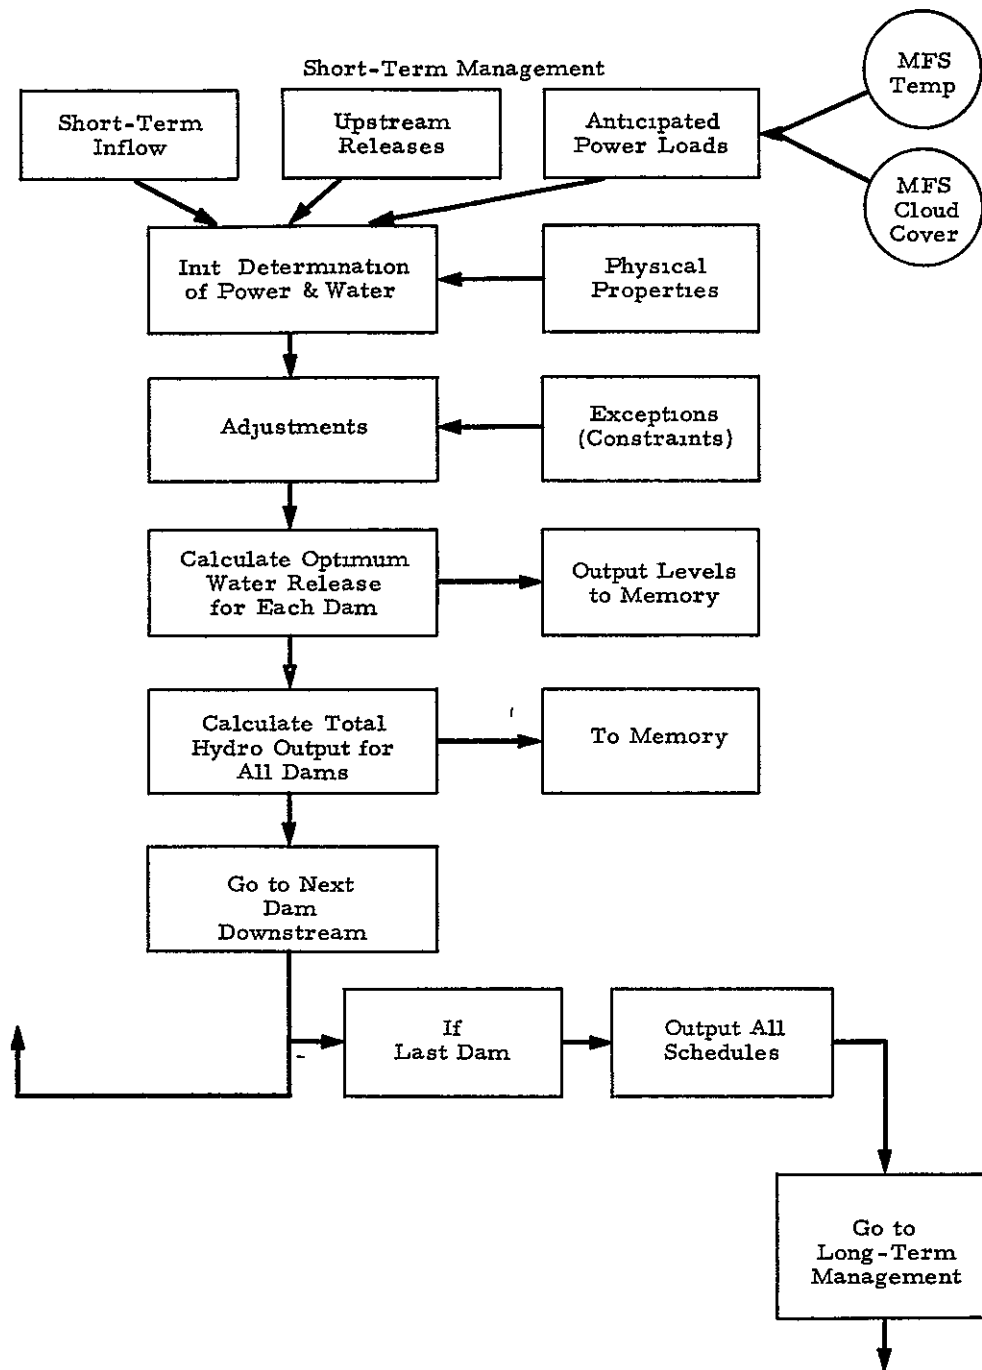 Short-Term Management
MFS
Temp
Short-Term
Inflow
Upstream
Releases
Anticipated
Power Loads
MFS
Cloud
Cover
Init Determination
of Power & Water
Physical
Properties
Adjustments
Exceptions
(Constraints)
Calculate Optimum
Water Release
for Each Dam
Output Levels
to Memory
Calculate Total
Hydro Output for
All Dams
To Memory
Go to Next
Dam
Downstream
If
Last Dam
Output All
Schedules
Go to
Long-Term
Management